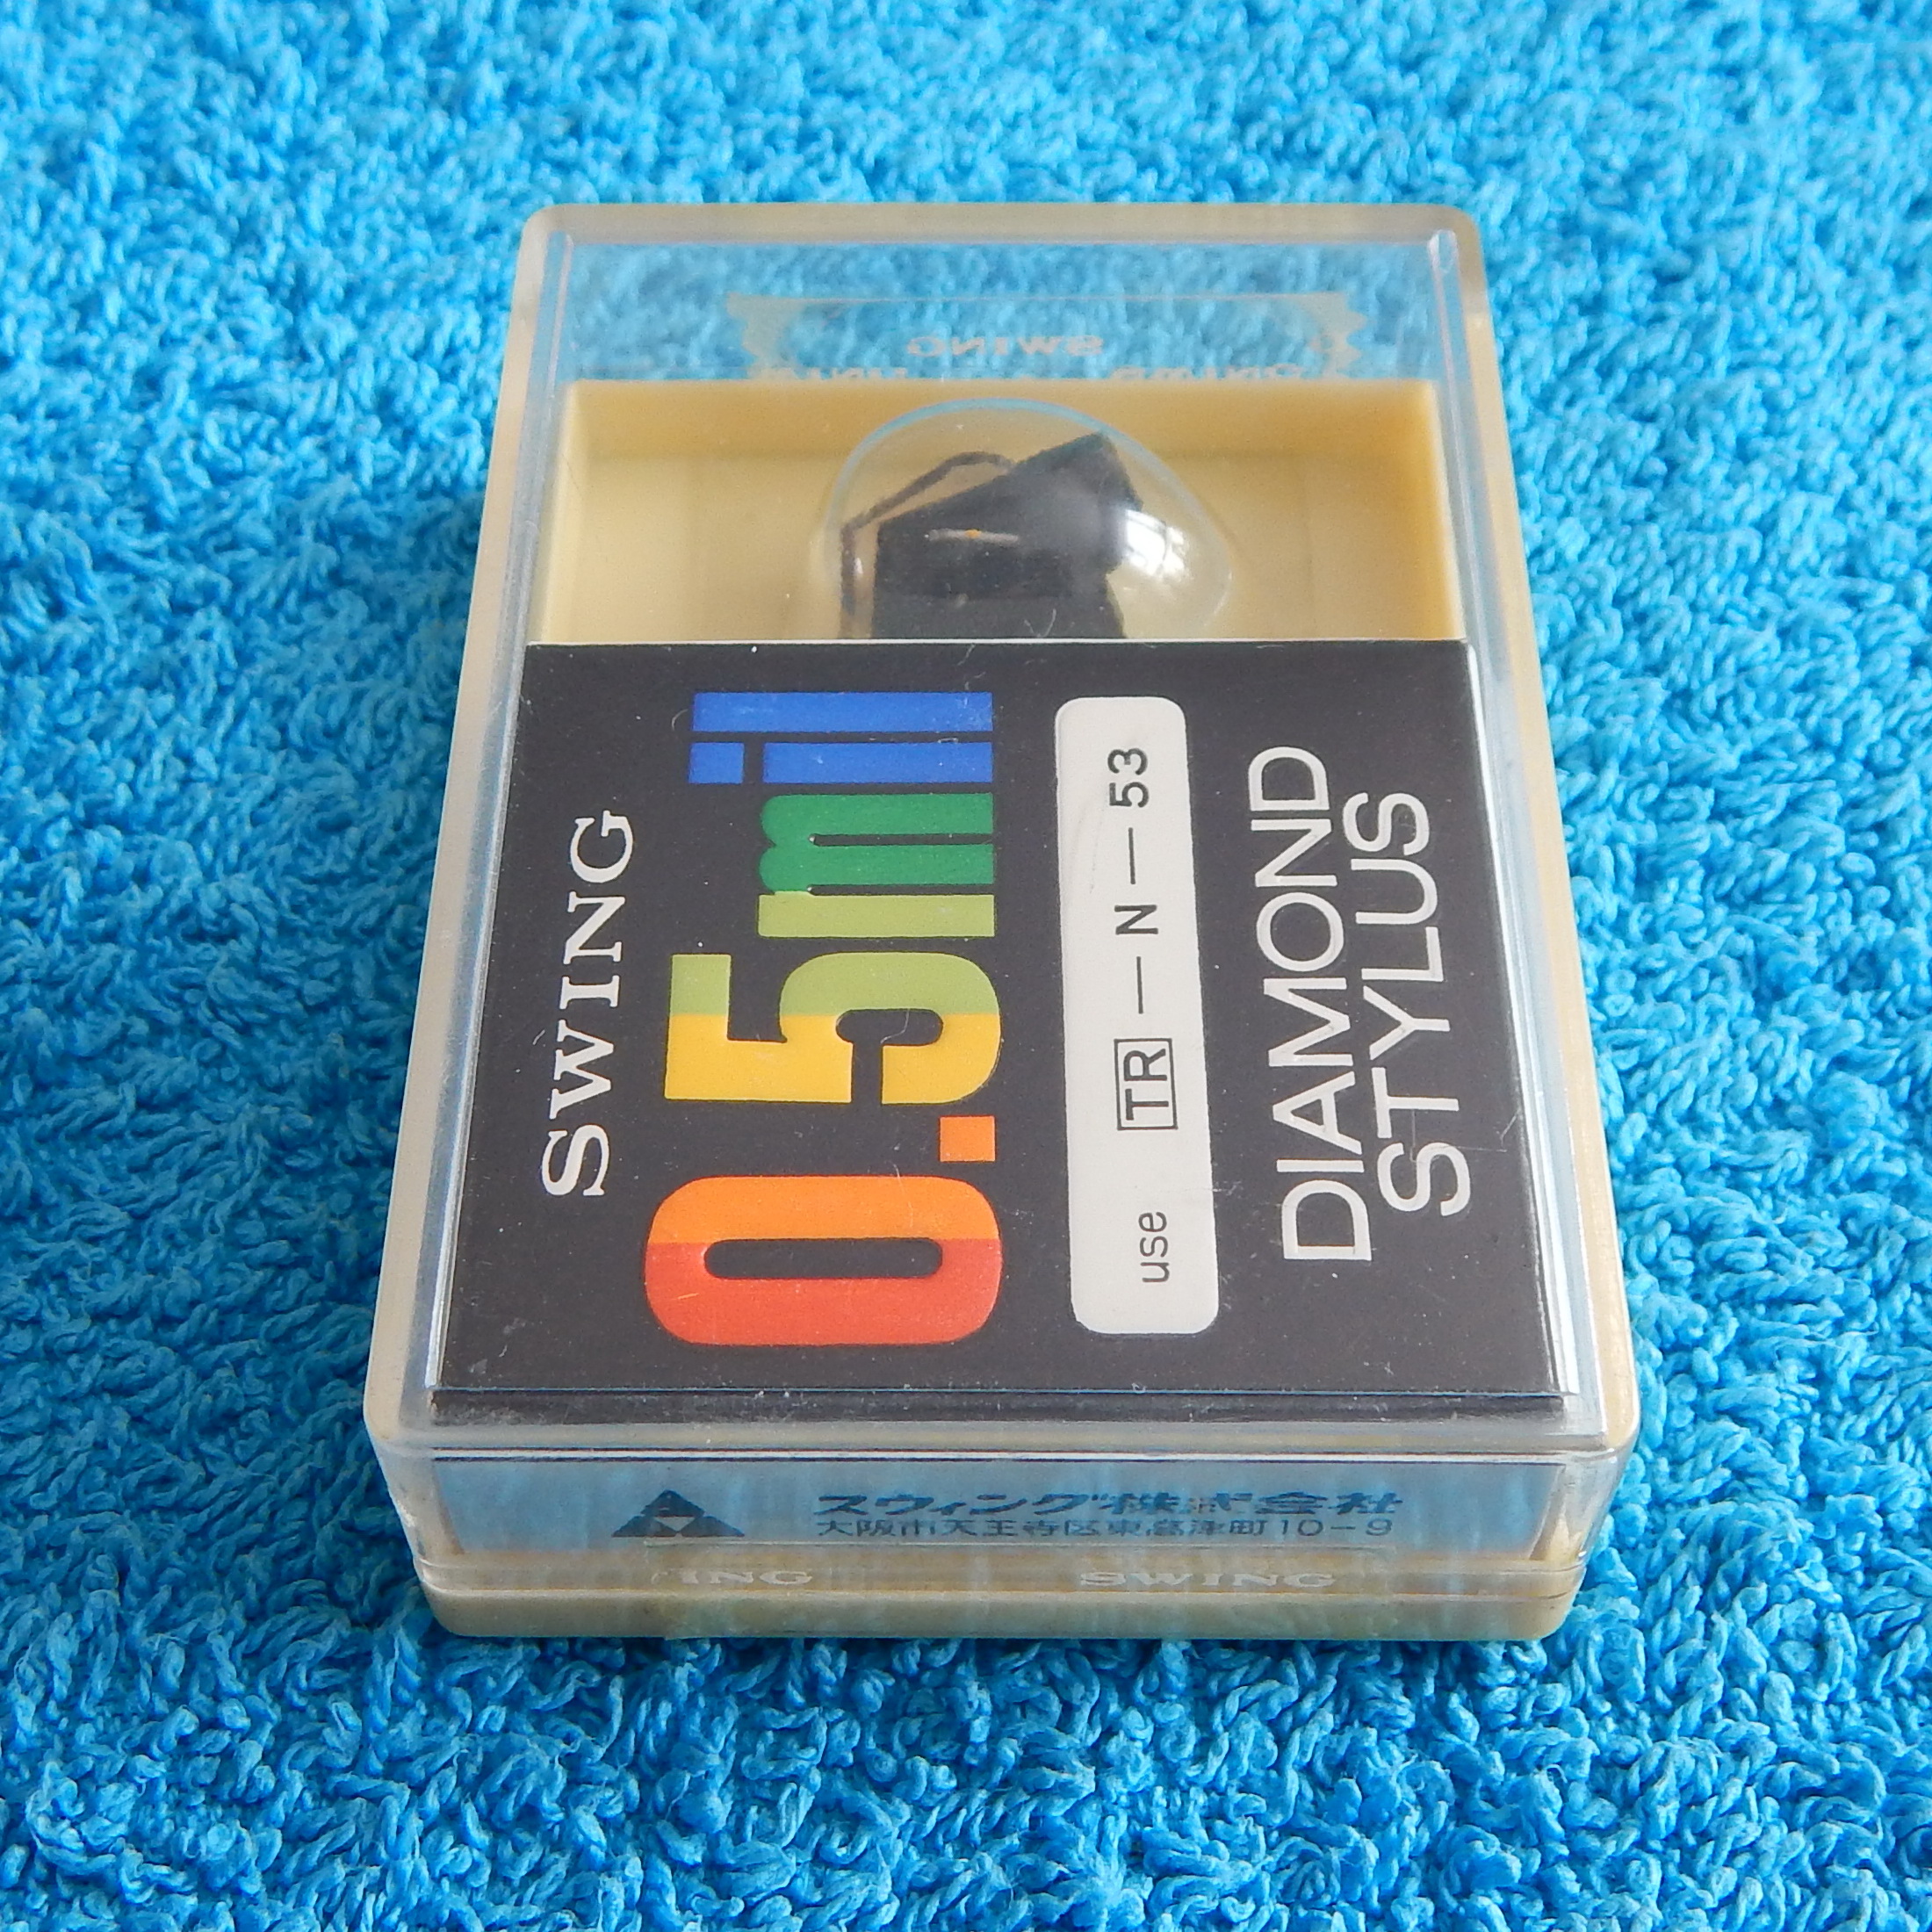 SWING
0.5mil
use TR — N — 53
DIAMOND
STYLUS
スウィング株式会社
大阪市天王寺区東高津町10-9
SWING
SWING